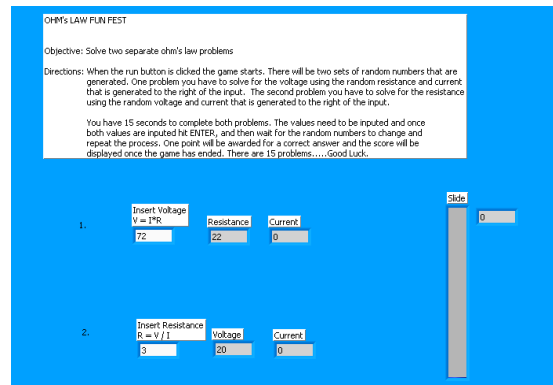 OHM's LAW FUN FEST
Objective: Solve two separate ohm's law problems
Directions: When the run button is clicked the game starts. There will be two sets of random numbers that are
generated. One problem you have to solve for the voltage using the random resistance and current
that is generated to the right of the input. The second problem you have to solve for the resistance
using the random voltage and current that is generated to the right of the input.
You have 15 seconds to complete both problems. The values need to be inputed and once
both values are inputed hit ENTER, and then wait for the random numbers to change and
repeat the process. One point will be awarded for a correct answer and the score will be
displayed once the game has ended. There are 15 problems.....Good Luck.
Slide
0
1.
Insert Voltage
V = I*R
Resistance
Current
72
22
0
2.
Insert Resistance
R = V / I
Voltage
Current
3
20
0